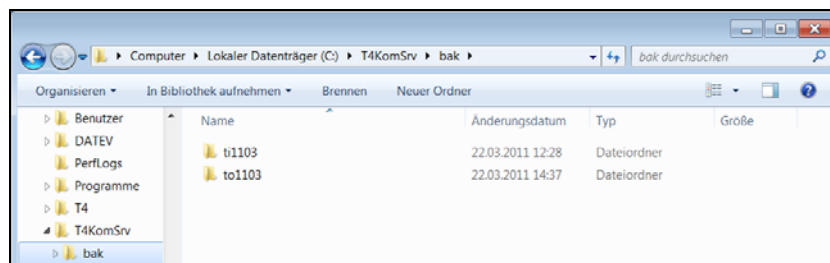 Computer ▸ Lokaler Datenträger (C:) ▸ T4KomSrv ▸ bak ▸ bak durchsuchen
Organisieren In Bibliothek aufnehmen Brennen Neuer Ordner
Benutzer
DATEV
PerfLogs
Programme
T4
T4KomSrv
bak
Name Änderungsdatum Typ Größe
ti1103 22.03.2011 12:28 Dateiordner
to1103 22.03.2011 14:37 Dateiordner